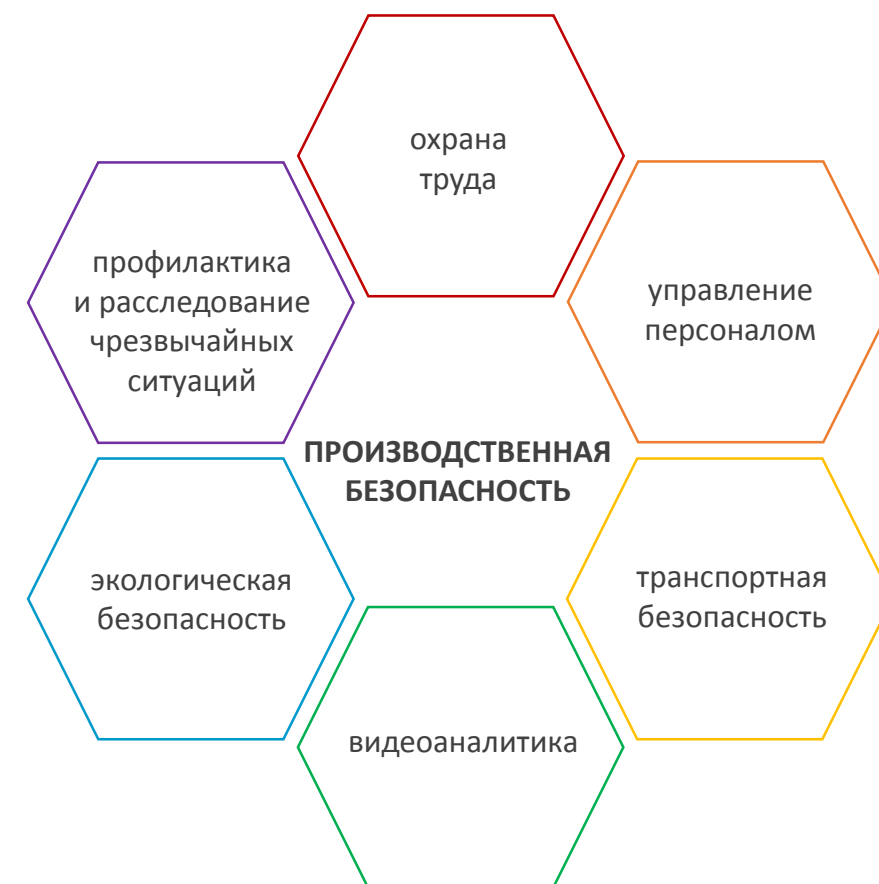 охрана
труда
управление
персоналом
профилактика
и расследование
чрезвычайных
ситуаций
ПРОИЗВОДСТВЕННАЯ
БЕЗОПАСНОСТЬ
экологическая
безопасность
транспортная
безопасность
видеоаналитика